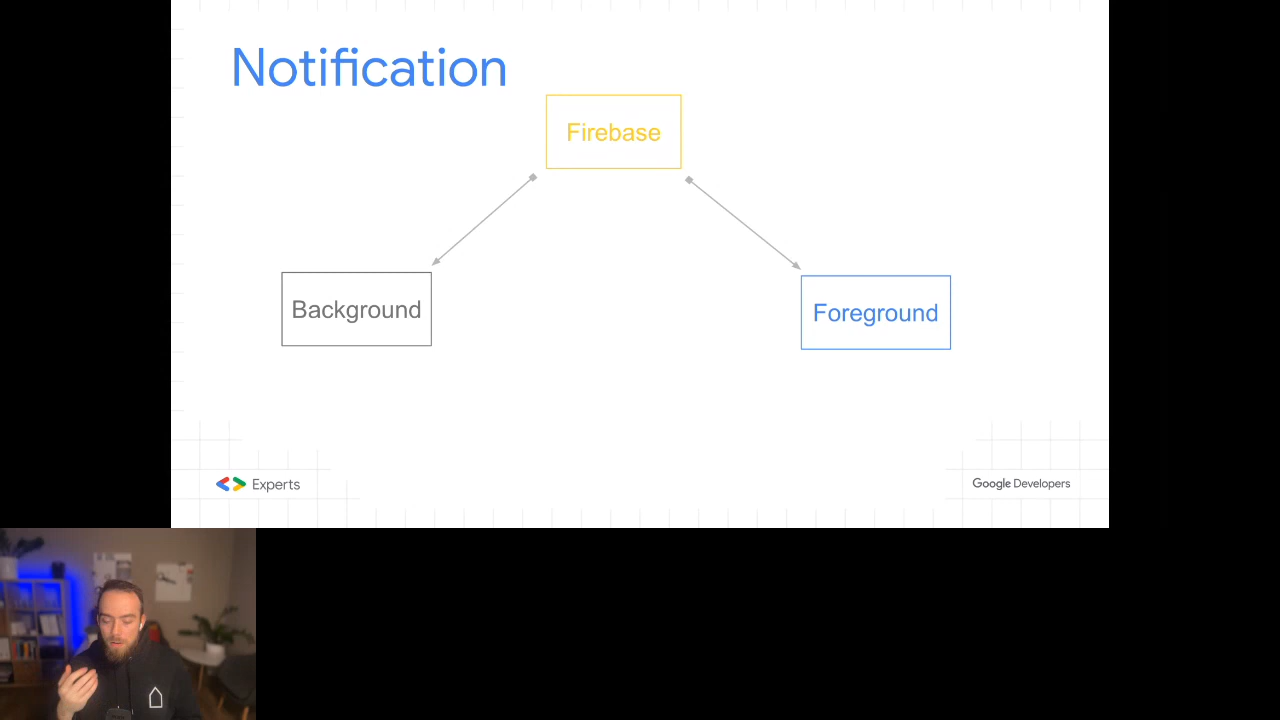 Notification
Firebase
Background
Foreground
Experts
Google Developers